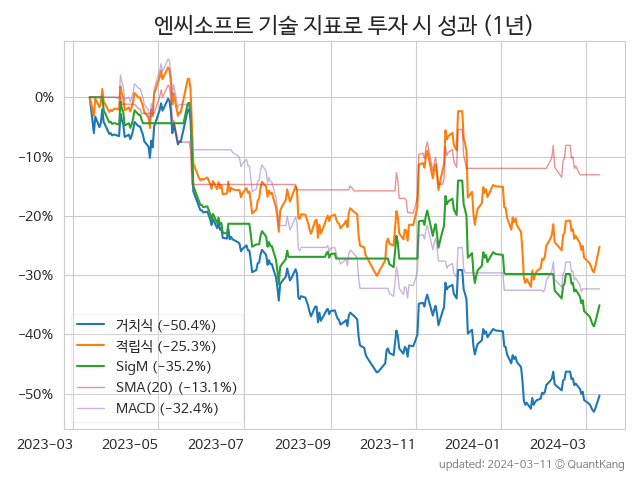 엔씨소프트 기술 지표로 투자 시 성과 (1년)
0%
−10%
−20%
−30%
−40%
−50%
거치식 (−50.4%)
적립식 (−25.3%)
SigM (−35.2%)
SMA(20) (−13.1%)
MACD (−32.4%)
2023-03
2023-05
2023-07
2023-09
2023-11
2024-01
2024-03
updated: 2024-03-11 © QuantKang